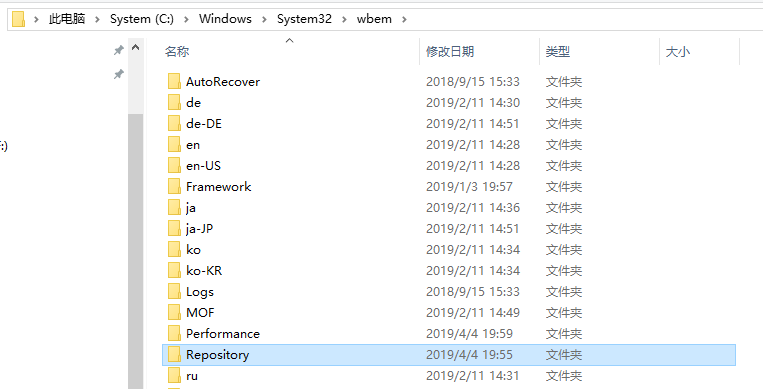 此电脑 > System (C:) > Windows > System32 > wbem >
名称 修改日期 类型 大小
AutoRecover 2018/9/15 15:33 文件夹
de 2019/2/11 14:30 文件夹
de-DE 2019/2/11 14:51 文件夹
en 2019/2/11 14:28 文件夹
en-US 2019/2/11 14:28 文件夹
:)
Framework 2019/1/3 19:57 文件夹
ja 2019/2/11 14:36 文件夹
ja-JP 2019/2/11 14:51 文件夹
ko 2019/2/11 14:34 文件夹
ko-KR 2019/2/11 14:34 文件夹
Logs 2018/9/15 15:33 文件夹
MOF 2019/2/11 14:49 文件夹
Performance 2019/4/4 19:59 文件夹
Repository 2019/4/4 19:55 文件夹
ru 2019/2/11 14:31 文件夹